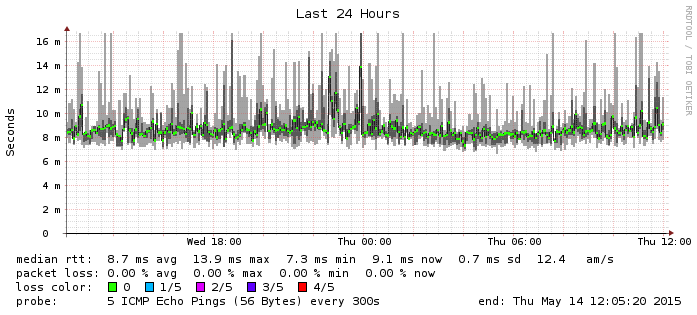 Last 24 Hours
RRDTOOL / TOBI OETIKER
Seconds
16 m
14 m
12 m
10 m
8 m
6 m
4 m
2 m
0
Wed 18:00 Thu 00:00 Thu 06:00 Thu 12:00
median rtt: 8.7 ms avg 13.9 ms max 7.3 ms min 9.1 ms now 0.7 ms sd 12.4 am/s
packet loss: 0.00 % avg 0.00 % max 0.00 % min 0.00 % now
loss color: 0 1/5 2/5 3/5 4/5
probe: 5 ICMP Echo Pings (56 Bytes) every 300s end: Thu May 14 12:05:20 2015